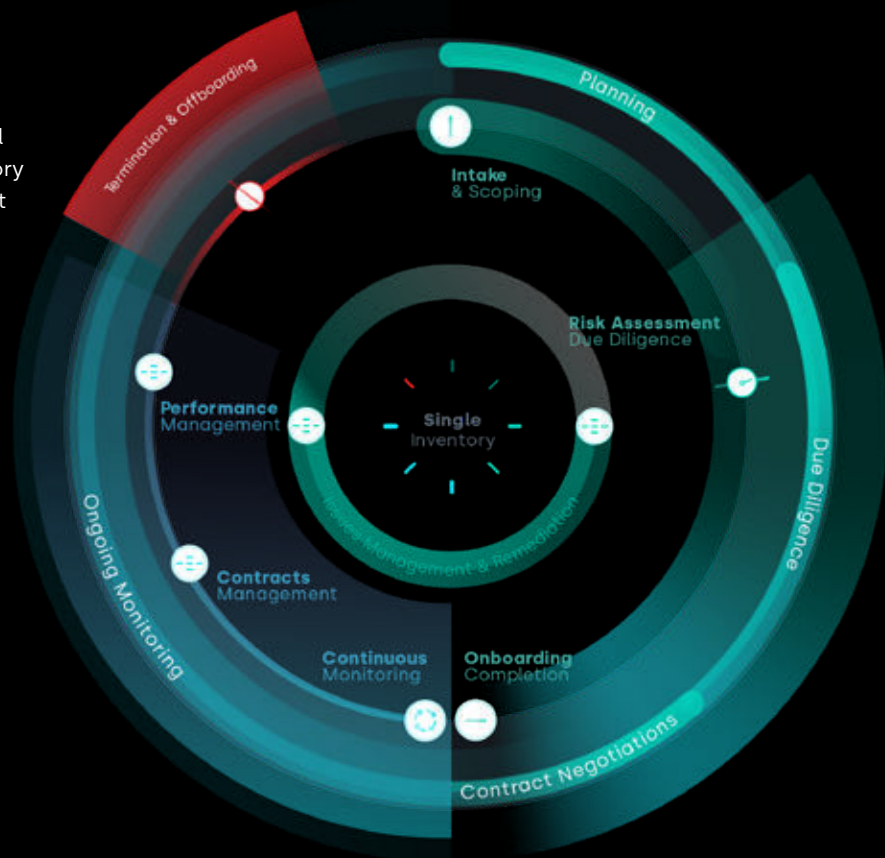 l
ory
t
Termination & Offboarding
Planning
Intake
& Scoping
Risk Assessment
Due Diligence
Performance
Management
Single
Inventory
Issues Management & Remediation
Due Diligence
Ongoing Monitoring
Contracts
Management
Continuous
Monitoring
Onboarding
Completion
Contract Negotiations